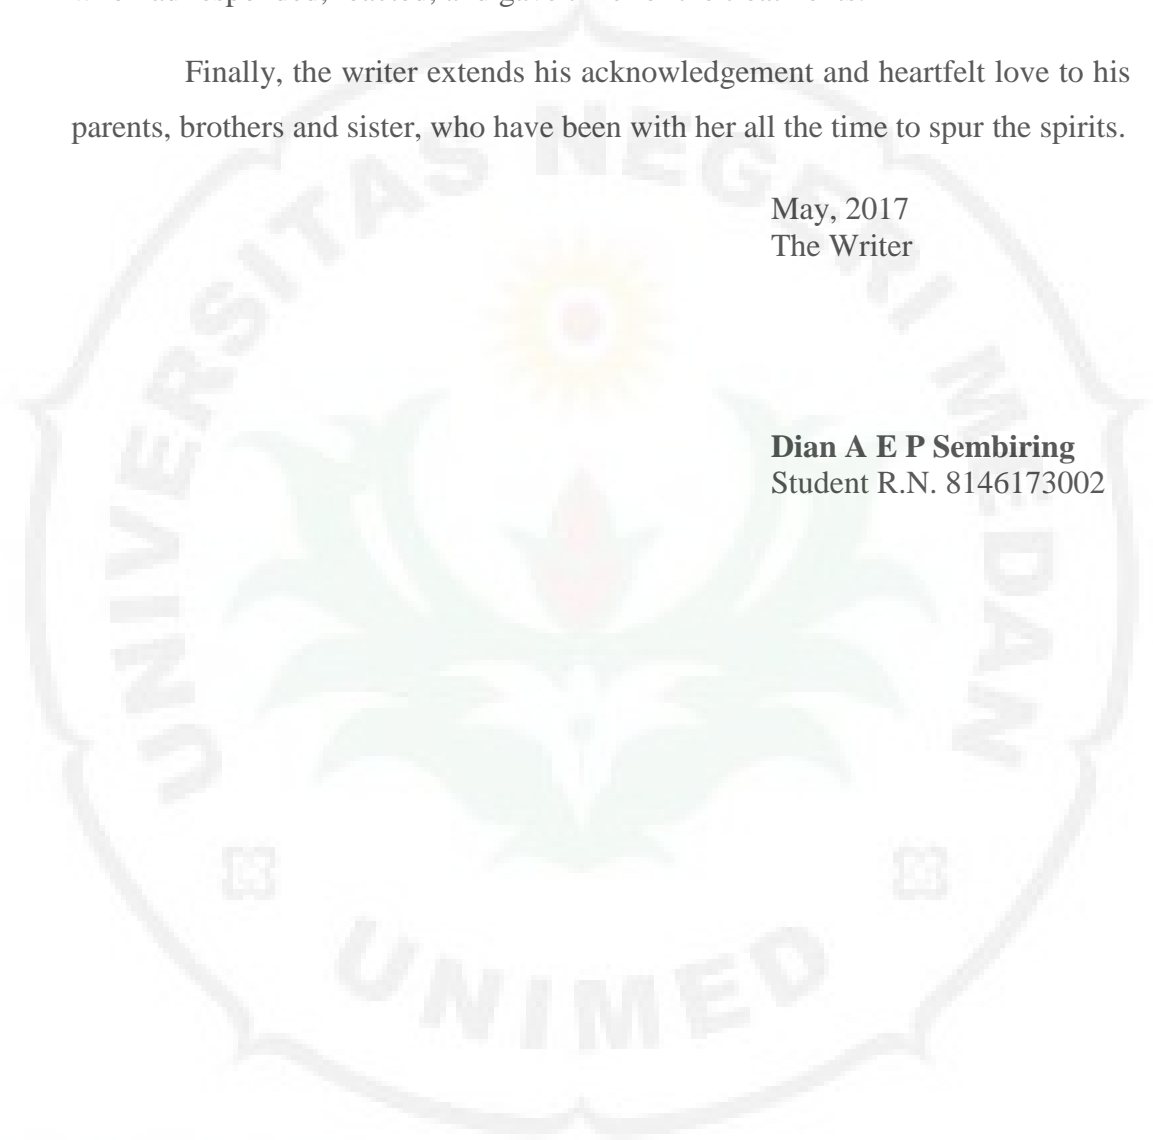 Finally, the writer extends his acknowledgement and heartfelt love to his
parents, brothers and sister, who have been with her all the time to spur the spirits.
May, 2017
The Writer
Dian A E P Sembiring
Student R.N. 8146173002
UNIVERSITAS NEGERI MEDAN
UNIMED